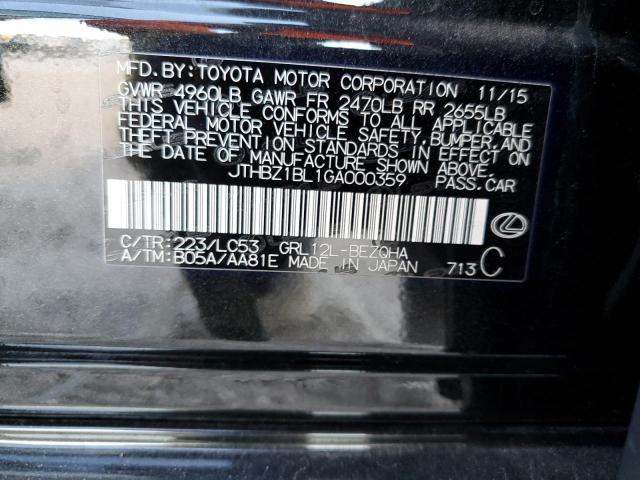 MFD.BY:TOYOTA MOTOR CORPORATION 11/15
GVWR 4960LB GAWR FR 2470LB RR 2655LB
THIS VEHICLE CONFORMS TO ALL APPLICABLE
FEDERAL MOTOR VEHICLE SAFETY,BUMPER,AND
THEFT PREVENTION STANDARDS IN EFFECT ON
THE DATE OF MANUFACTURE SHOWN ABOVE.
JTHBZ1BL1GA000359 PASS.CAR
C/TR:223/LC53 GRL12L-BEZQHA
A/TM:B05A/AA81E MADE IN JAPAN 713C